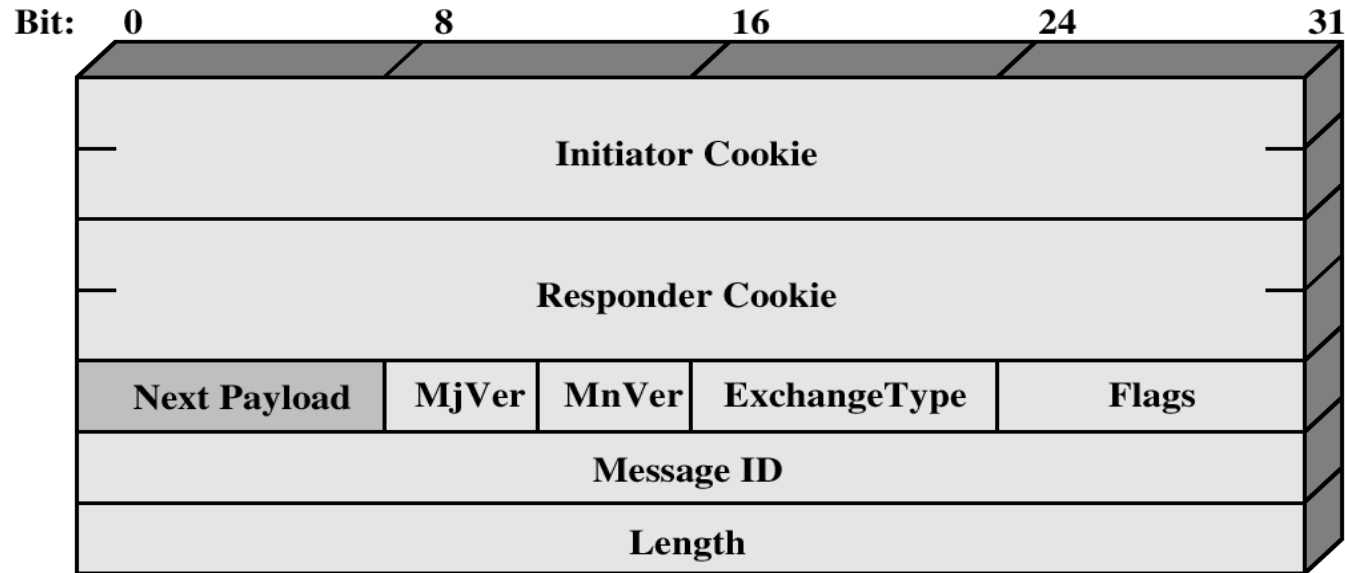 Bit: 0 8 16 24 31
Initiator Cookie
Responder Cookie
Next Payload MjVer MnVer ExchangeType Flags
Message ID
Length